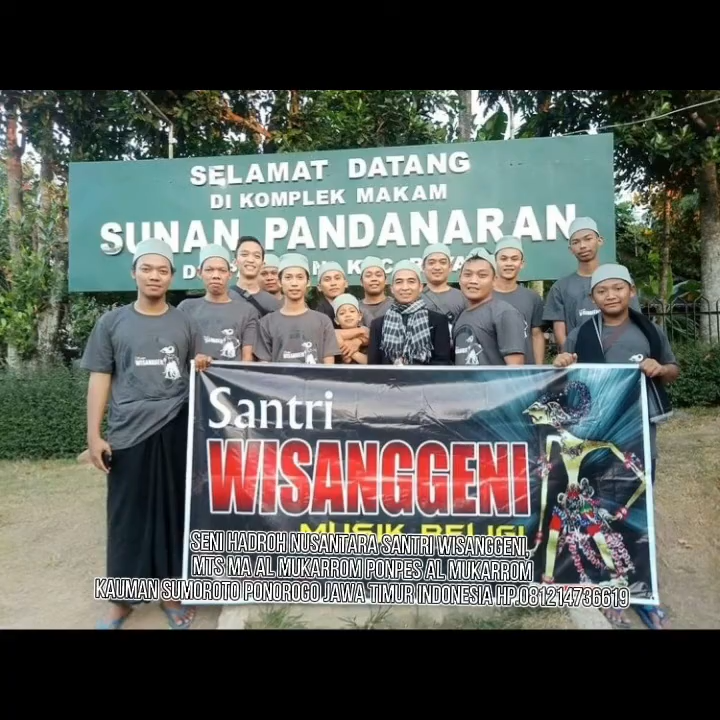 SELAMAT DATANG
DI KOMPLEK MAKAM
SUNAN PANDANARAN
Santri
WISANGGENI
WISANGGENI
MUSIK RELIGI
SENI HADROH NUSANTARA SANTRI WISANGGENI,
MTS MA AL MUKARROM PONPES AL MUKARROM
KAUMAN SUMOROTO PONOROGO JAWA TIMUR INDONESIA HP.081214736619